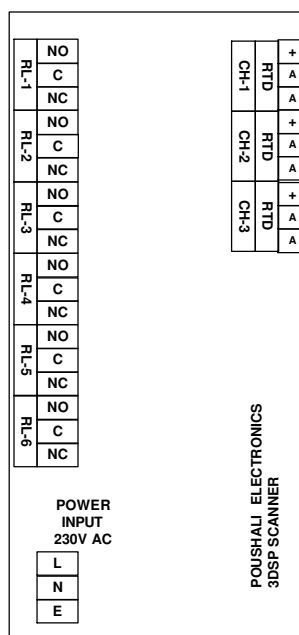 RL-1
NO
C
NC
RL-2
NO
C
NC
RL-3
NO
C
NC
RL-4
NO
C
NC
RL-5
NO
C
NC
RL-6
NO
C
NC
POWER
INPUT
230V AC
L
N
E
CH-1
RTD
+
A
A
CH-2
RTD
+
A
A
CH-3
RTD
+
A
A
POUSHALI ELECTRONICS
3DSP SCANNER